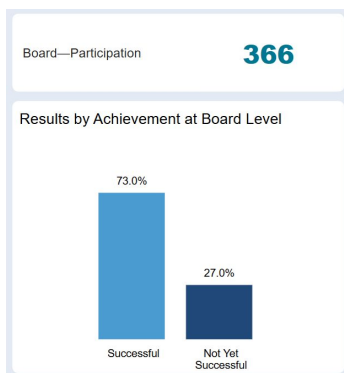 Board—Participation
366
Results by Achievement at Board Level
73.0%
27.0%
Successful
Not Yet
Successful